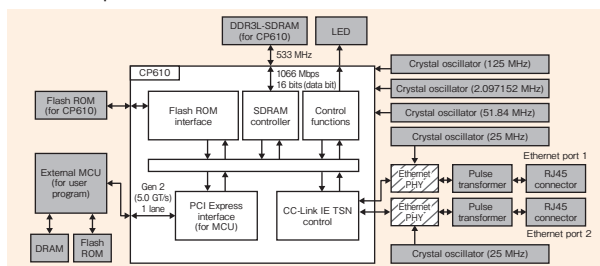 DDR3L-SDRAM
(for CP610)
LED
533 MHz
CP610
1066 Mbps
16 bits (data bit)
Crystal oscillator (125 MHz)
Crystal oscillator (2.097152 MHz)
Crystal oscillator (51.84 MHz)
Crystal oscillator (25 MHz)
Flash ROM
(for CP610)
Flash ROM
interface
SDRAM
controller
Control
functions
Ethernet port 1
External MCU
(for user
program)
Gen 2
(5.0 GT/s)
1 lane
PCI Express
interface
(for MCU)
CC-Link IE TSN
control
Ethernet
PHY
Pulse
transformer
RJ45
connector
Ethernet
PHY
Pulse
transformer
RJ45
connector
Ethernet port 2
DRAM
Flash
ROM
Crystal oscillator (25 MHz)